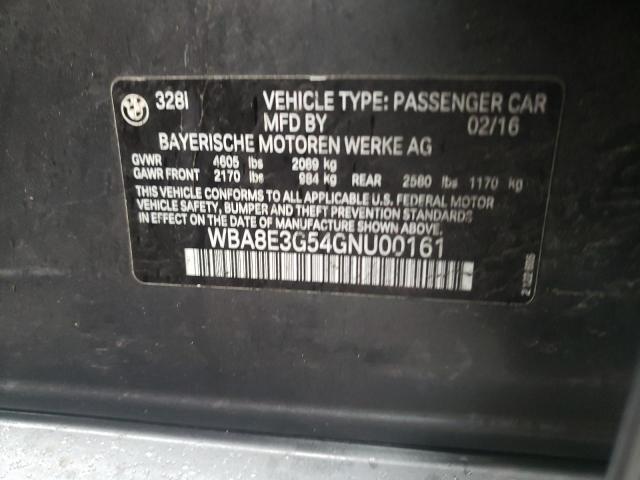 328I VEHICLE TYPE: PASSENGER CAR
MFD BY 02/16
BAYERISCHE MOTOREN WERKE AG
GVWR 4605 lbs 2089 kg
GAWR FRONT 2170 lbs 984 kg REAR 2580 lbs 1170 kg
THIS VEHICLE CONFORMS TO ALL APPLICABLE U.S. FEDERAL MOTOR
VEHICLE SAFETY, BUMPER AND THEFT PREVENTION STANDARDS
IN EFFECT ON THE DATE OF MANUFACTURE SHOWN ABOVE.
WBA8E3G54GNU00161